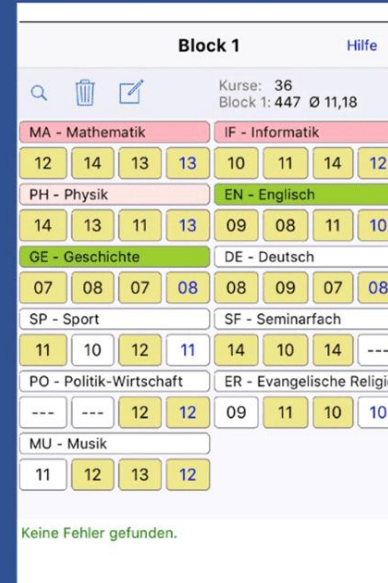 Block 1 Hilfe
Kurse: 36
Block 1: 447 Ø 11,18
MA - Mathematik IF - Informatik
12 14 13 13 10 11 14 12
PH - Physik EN - Englisch
14 13 11 13 09 08 11 10
GE - Geschichte DE - Deutsch
07 08 07 08 08 09 07 08
SP - Sport SF - Seminarfach
11 10 12 11 14 10 14 ---
PO - Politik-Wirtschaft ER - Evangelische Religi
--- --- 12 12 09 11 10 10
MU - Musik
11 12 13 12
Keine Fehler gefunden.